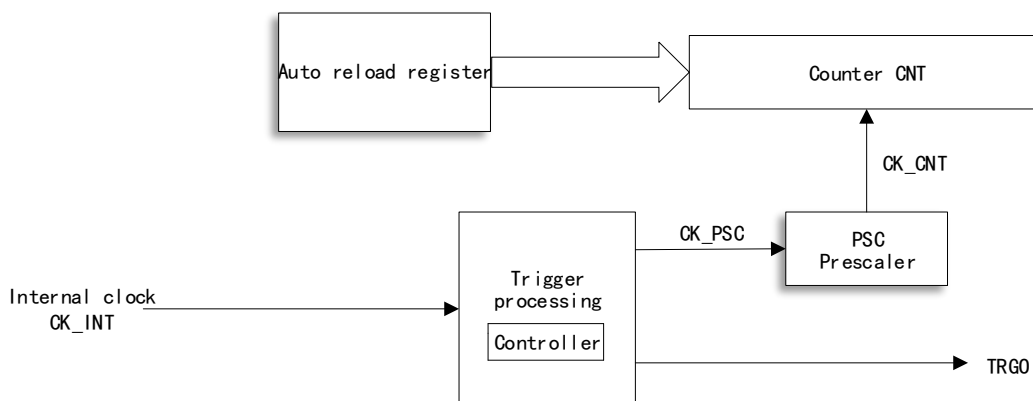 Auto reload register
Counter CNT
CK_CNT
CK_PSC
PSC
Prescaler
Trigger
processing
Controller
Internal clock
CK_INT
TRGO